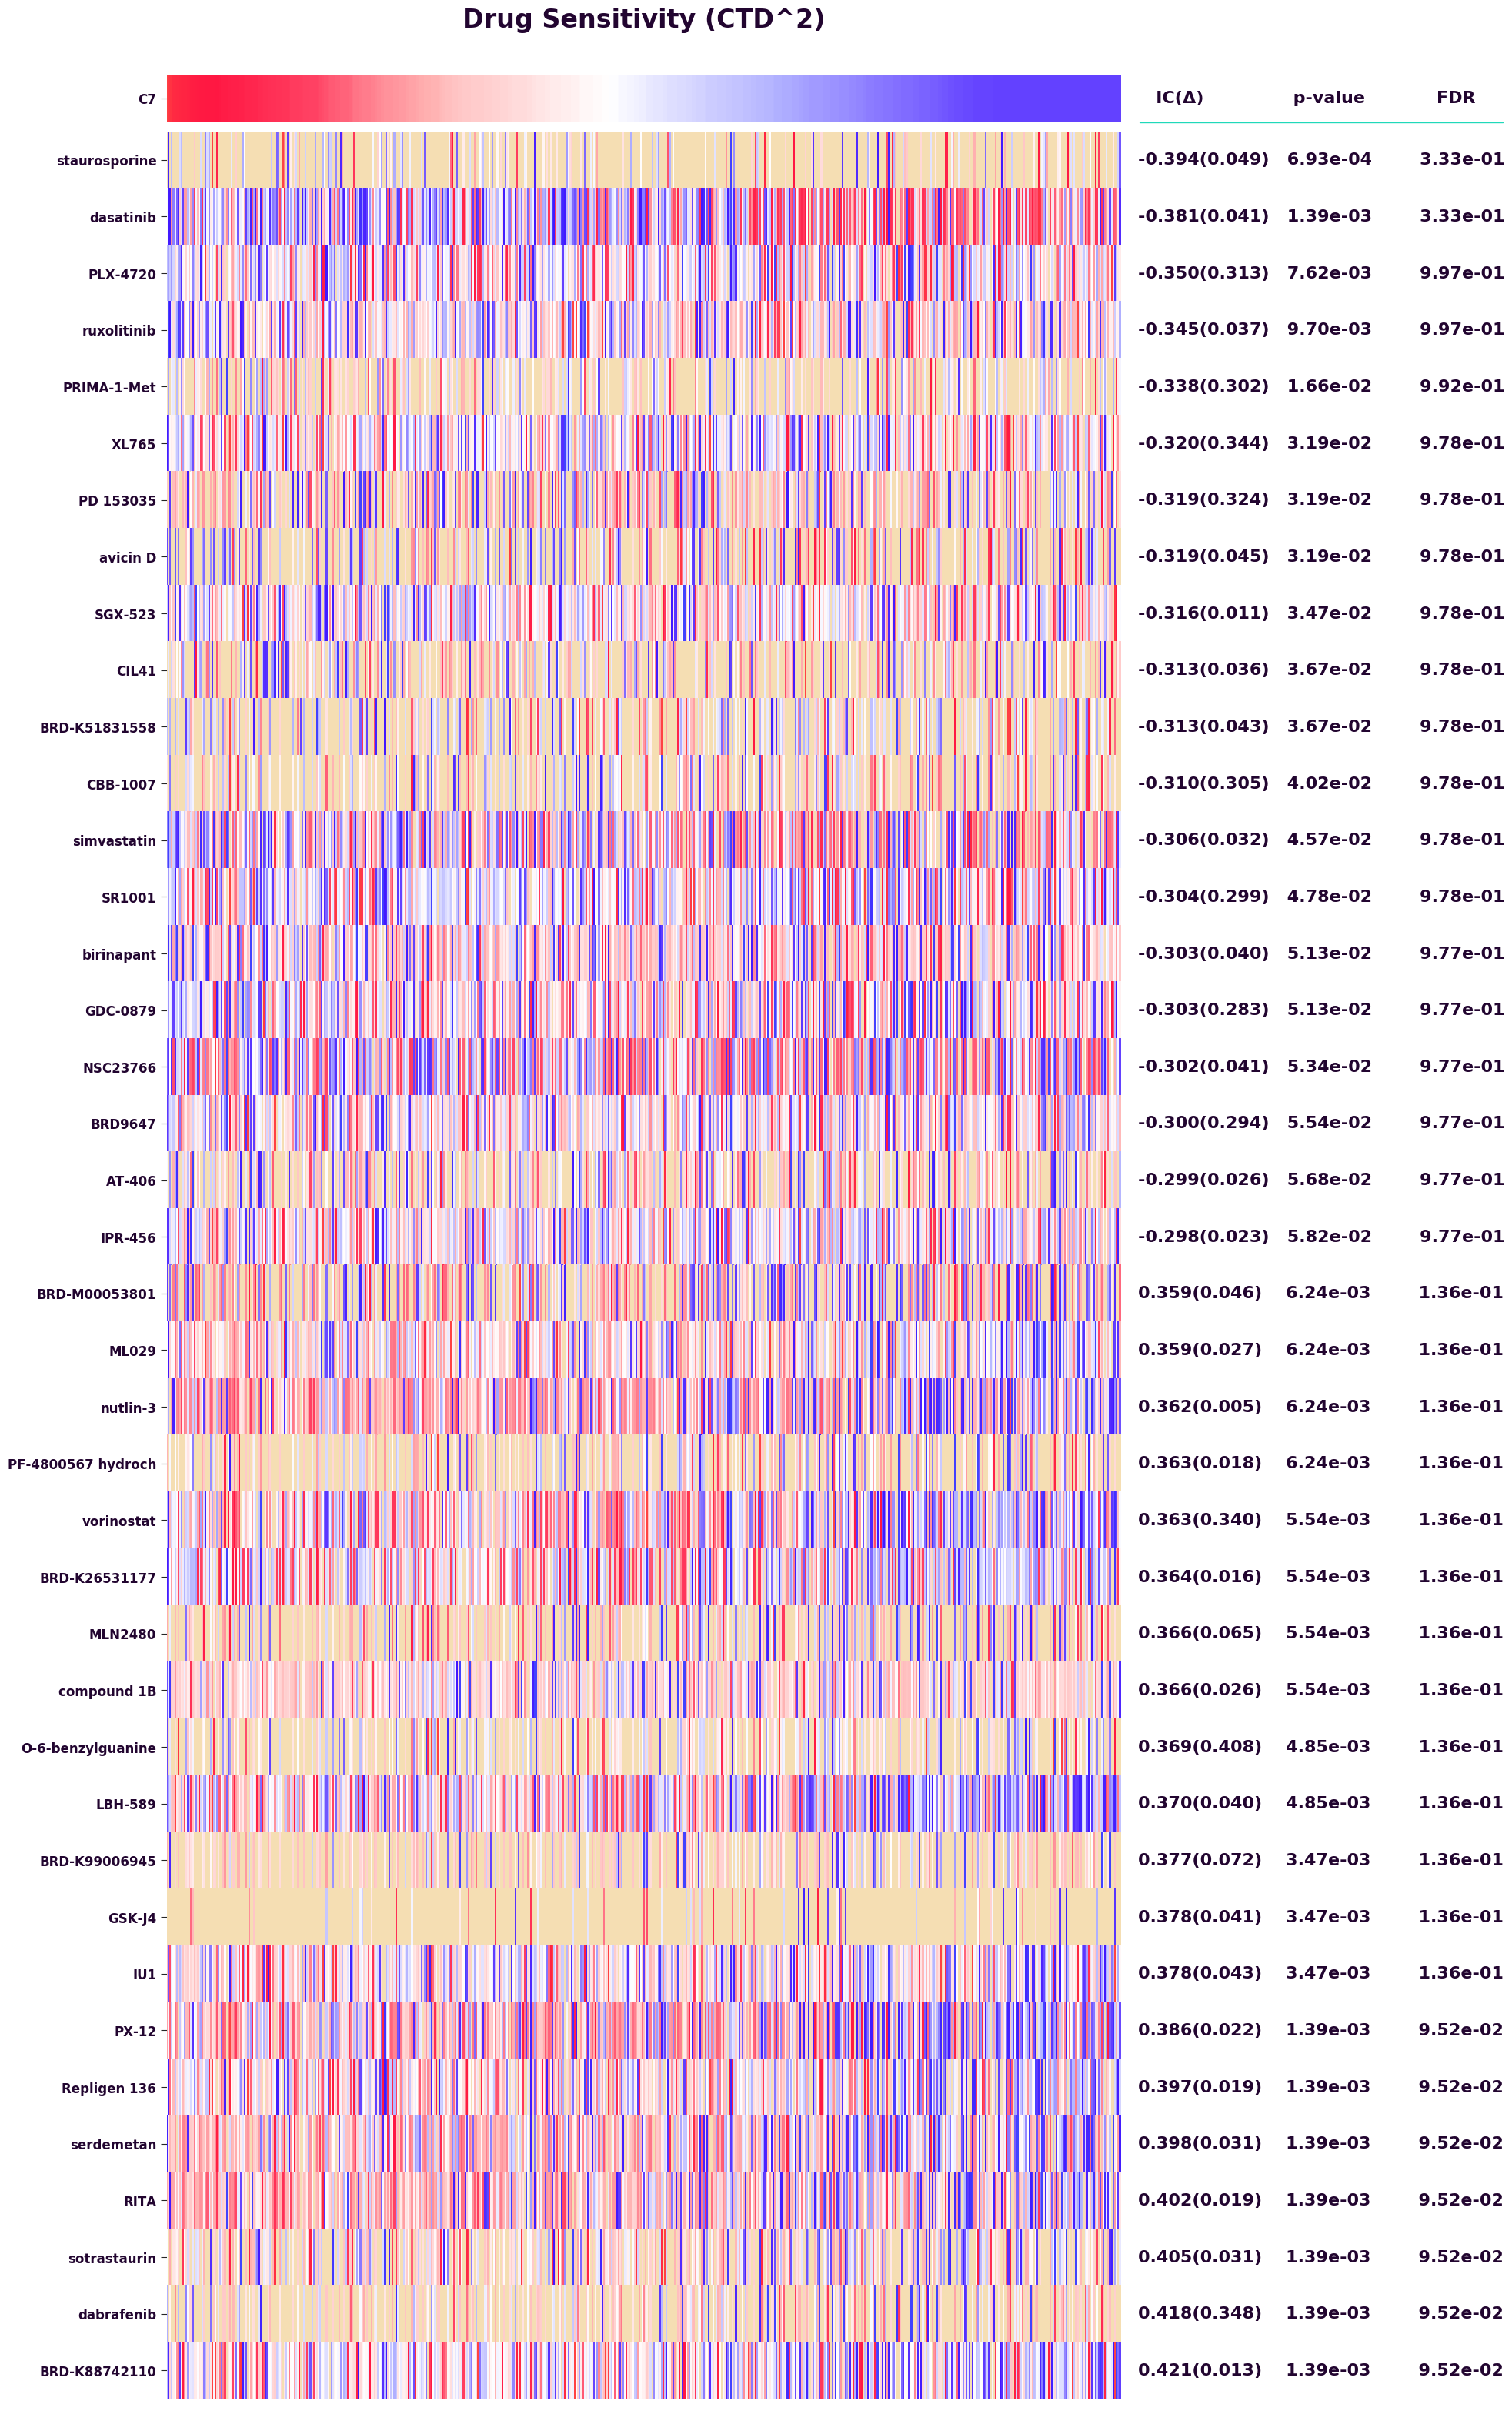 Drug Sensitivity (CTD^2)
C7 IC(Δ) p-value FDR
staurosporine -0.394(0.049) 6.93e-04 3.33e-01
dasatinib -0.381(0.041) 1.39e-03 3.33e-01
PLX-4720 -0.350(0.313) 7.62e-03 9.97e-01
ruxolitinib -0.345(0.037) 9.70e-03 9.97e-01
PRIMA-1-Met -0.338(0.302) 1.66e-02 9.92e-01
XL765 -0.320(0.344) 3.19e-02 9.78e-01
PD 153035 -0.319(0.324) 3.19e-02 9.78e-01
avicin D -0.319(0.045) 3.19e-02 9.78e-01
SGX-523 -0.316(0.011) 3.47e-02 9.78e-01
CIL41 -0.313(0.036) 3.67e-02 9.78e-01
BRD-K51831558 -0.313(0.043) 3.67e-02 9.78e-01
CBB-1007 -0.310(0.305) 4.02e-02 9.78e-01
simvastatin -0.306(0.032) 4.57e-02 9.78e-01
SR1001 -0.304(0.299) 4.78e-02 9.78e-01
birinapant -0.303(0.040) 5.13e-02 9.77e-01
GDC-0879 -0.303(0.283) 5.13e-02 9.77e-01
NSC23766 -0.302(0.041) 5.34e-02 9.77e-01
BRD9647 -0.300(0.294) 5.54e-02 9.77e-01
AT-406 -0.299(0.026) 5.68e-02 9.77e-01
IPR-456 -0.298(0.023) 5.82e-02 9.77e-01
BRD-M00053801 0.359(0.046) 6.24e-03 1.36e-01
ML029 0.359(0.027) 6.24e-03 1.36e-01
nutlin-3 0.362(0.005) 6.24e-03 1.36e-01
PF-4800567 hydroch 0.363(0.018) 6.24e-03 1.36e-01
vorinostat 0.363(0.340) 5.54e-03 1.36e-01
BRD-K26531177 0.364(0.016) 5.54e-03 1.36e-01
MLN2480 0.366(0.065) 5.54e-03 1.36e-01
compound 1B 0.366(0.026) 5.54e-03 1.36e-01
O-6-benzylguanine 0.369(0.408) 4.85e-03 1.36e-01
LBH-589 0.370(0.040) 4.85e-03 1.36e-01
BRD-K99006945 0.377(0.072) 3.47e-03 1.36e-01
GSK-J4 0.378(0.041) 3.47e-03 1.36e-01
IU1 0.378(0.043) 3.47e-03 1.36e-01
PX-12 0.386(0.022) 1.39e-03 9.52e-02
Repligen 136 0.397(0.019) 1.39e-03 9.52e-02
serdemetan 0.398(0.031) 1.39e-03 9.52e-02
RITA 0.402(0.019) 1.39e-03 9.52e-02
sotrastaurin 0.405(0.031) 1.39e-03 9.52e-02
dabrafenib 0.418(0.348) 1.39e-03 9.52e-02
BRD-K88742110 0.421(0.013) 1.39e-03 9.52e-02